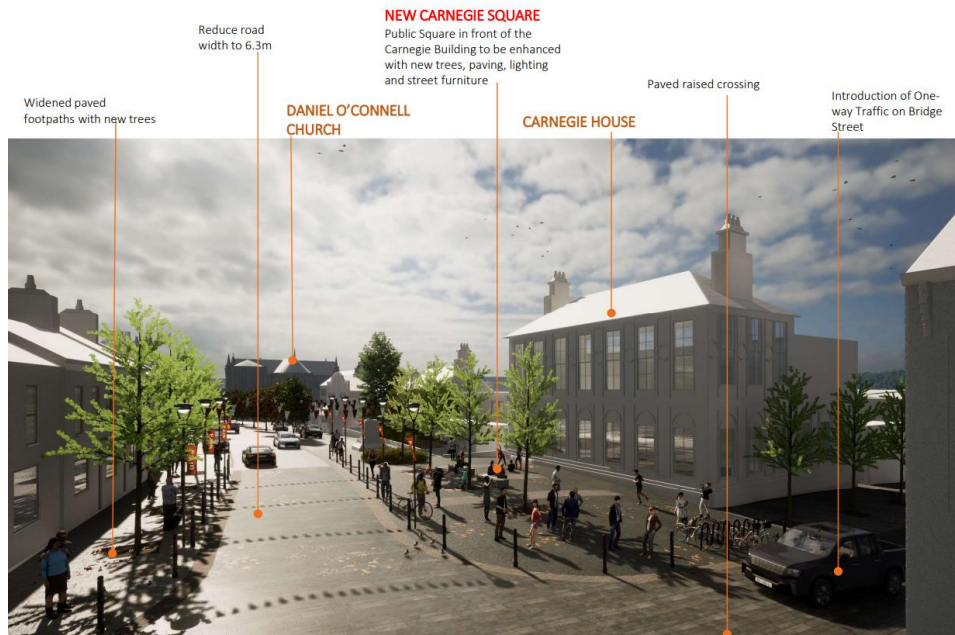 NEW CARNEGIE SQUARE
Public Square in front of the
Carnegie Building to be enhanced
with new trees, paving, lighting
and street furniture
Reduce road
width to 6.3m
Widened paved
footpaths with new trees
DANIEL O’CONNELL
CHURCH
CARNEGIE HOUSE
Paved raised crossing
Introduction of One-
way Traffic on Bridge
Street